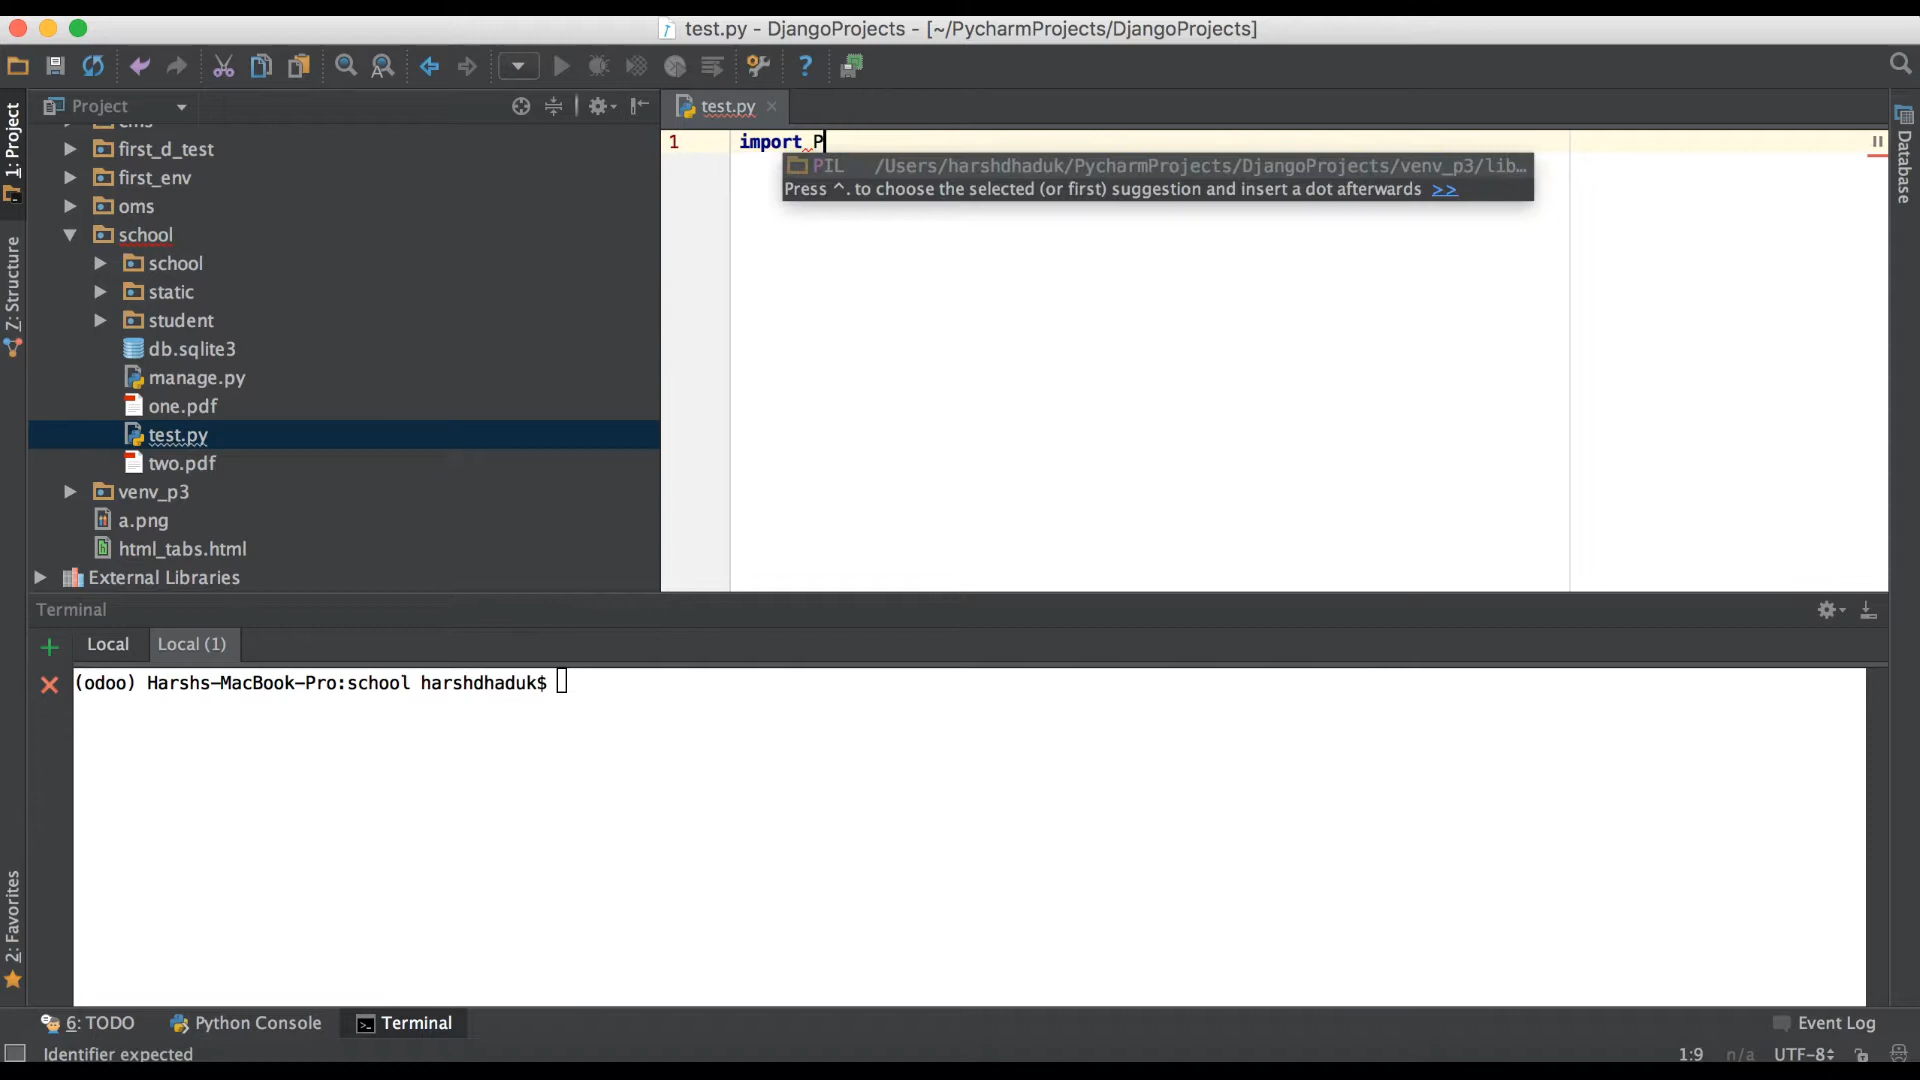 test.py - DjangoProjects - [~/PycharmProjects/DjangoProjects]
Project
test.py
1: Project
cms
first_d_test
first_env
oms
school
school
static
student
db.sqlite3
manage.py
one.pdf
test.py
two.pdf
venv_p3
a.png
html_tabs.html
External Libraries
Z: Structure
2: Favorites
1
import P
PIL /Users/harshdhaduk/PycharmProjects/DjangoProjects/venv_p3/lib…
Press ^. to choose the selected (or first) suggestion and insert a dot afterwards >>
Database
Terminal
Local
Local (1)
(odoo) Harshs-MacBook-Pro:school harshdhaduk$
6: TODO
Python Console
Terminal
Event Log
Identifier expected
1:9
n/a
UTF-8